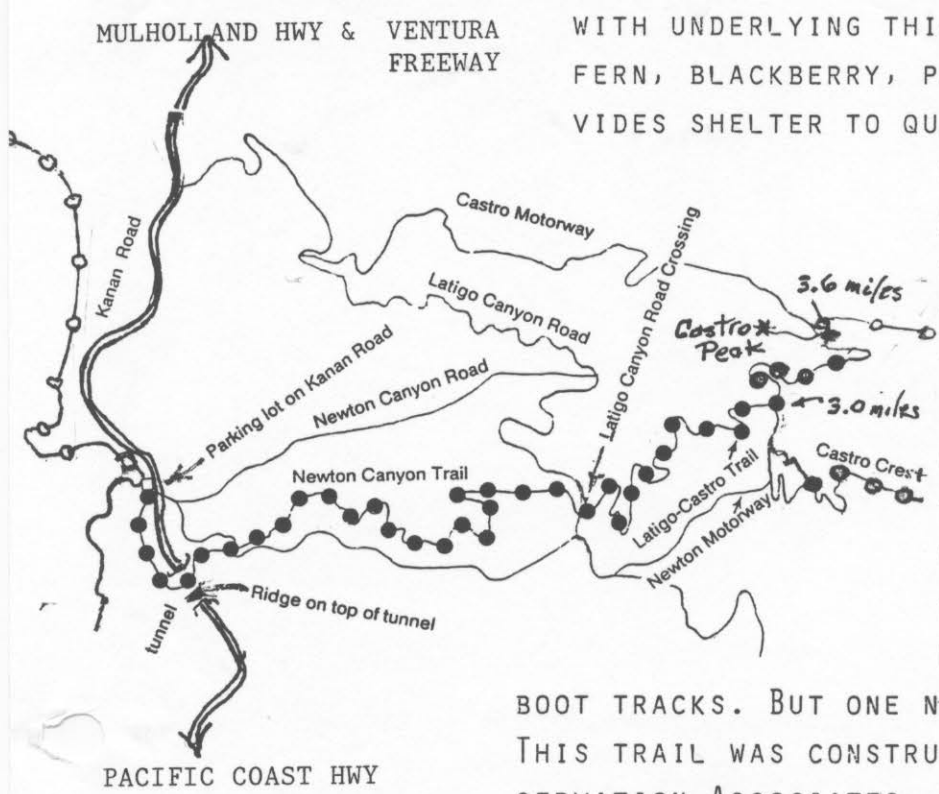 MULHOLLAND HWY & VENTURA
FREEWAY
WITH UNDERLYING THI
FERN, BLACKBERRY, P
VIDES SHELTER TO QU
Kanan Road
Castro Motorway
Latigo Canyon Road
Parking lot on Kanan Road
Newton Canyon Road
Latigo Canyon Road Crossing
3.6 miles
Castro
Peak
3.0 miles
Newton Canyon Trail
Latigo-Castro Trail
Castro Crest
Newton Motorway
tunnel
Ridge on top of tunnel
BOOT TRACKS. BUT ONE N
THIS TRAIL WAS CONSTRU
PACIFIC COAST HWY